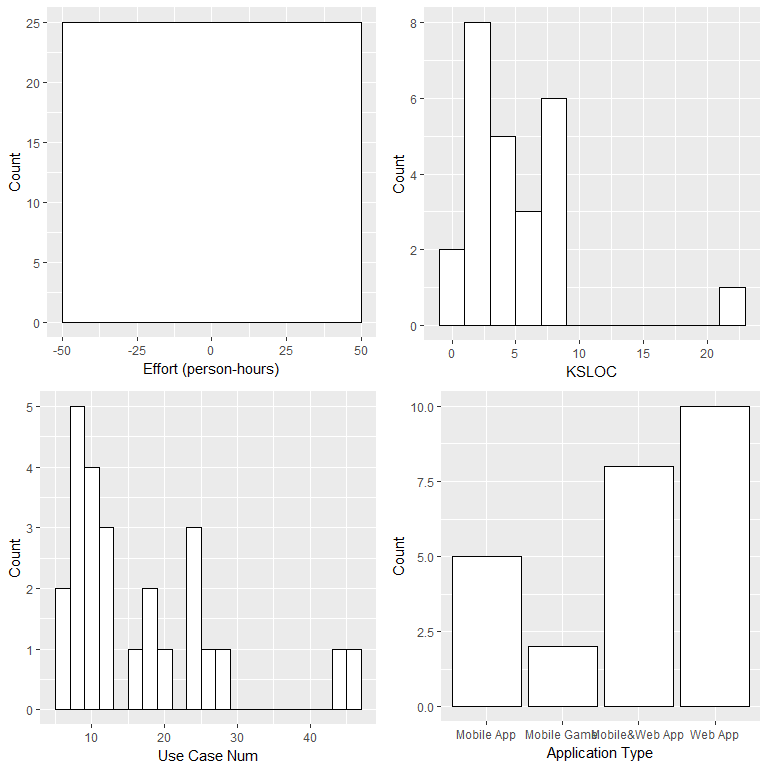 25
20
15
10
5
0
Count
-50 -25 0 25 50
Effort (person-hours)
8
6
4
2
0
Count
0 5 10 15 20
KSLOC
5
4
3
2
1
0
Count
10 20 30 40
Use Case Num
10.0
7.5
5.0
2.5
0.0
Count
Mobile App Mobile Game Mobile&Web App Web App
Application Type